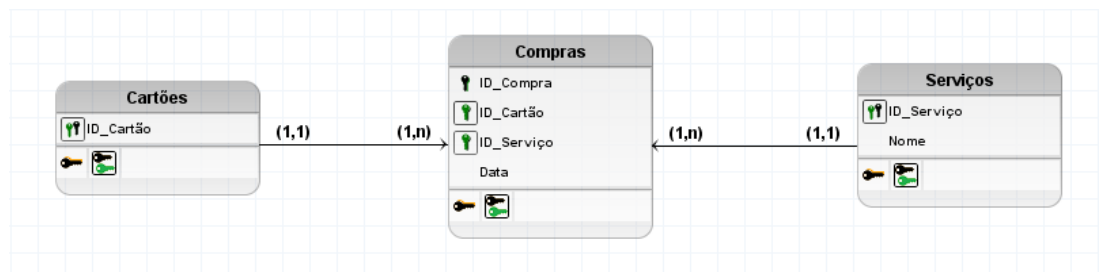 Cartões
ID_Cartão
(1,1)
(1,n)
Compras
ID_Compra
ID_Cartão
ID_Serviço
Data
(1,n)
(1,1)
Serviços
ID_Serviço
Nome